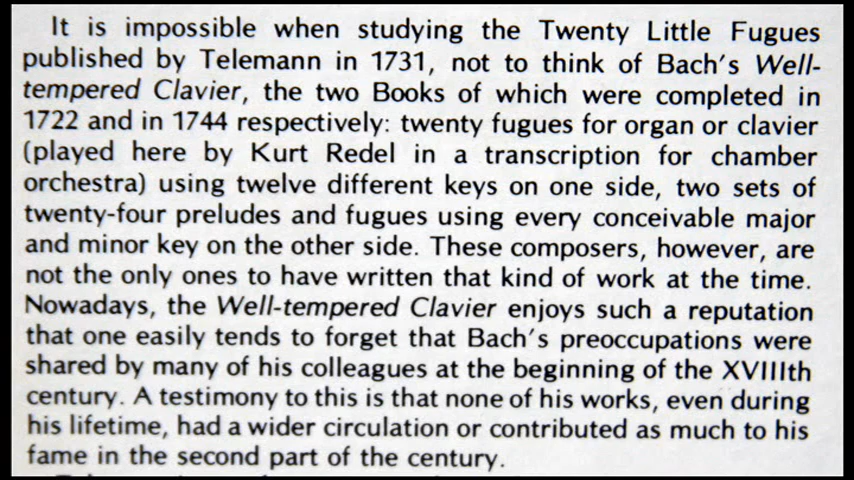 It is impossible when studying the Twenty Little Fugues
published by Telemann in 1731, not to think of Bach's Well-
tempered Clavier, the two Books of which were completed in
1722 and in 1744 respectively: twenty fugues for organ or clavier
(played here by Kurt Redel in a transcription for chamber
orchestra) using twelve different keys on one side, two sets of
twenty-four preludes and fugues using every conceivable major
and minor key on the other side. These composers, however, are
not the only ones to have written that kind of work at the time.
Nowadays, the Well-tempered Clavier enjoys such a reputation
that one easily tends to forget that Bach's preoccupations were
shared by many of his colleagues at the beginning of the XVIIIth
century. A testimony to this is that none of his works, even during
his lifetime, had a wider circulation or contributed as much to his
fame in the second part of the century.